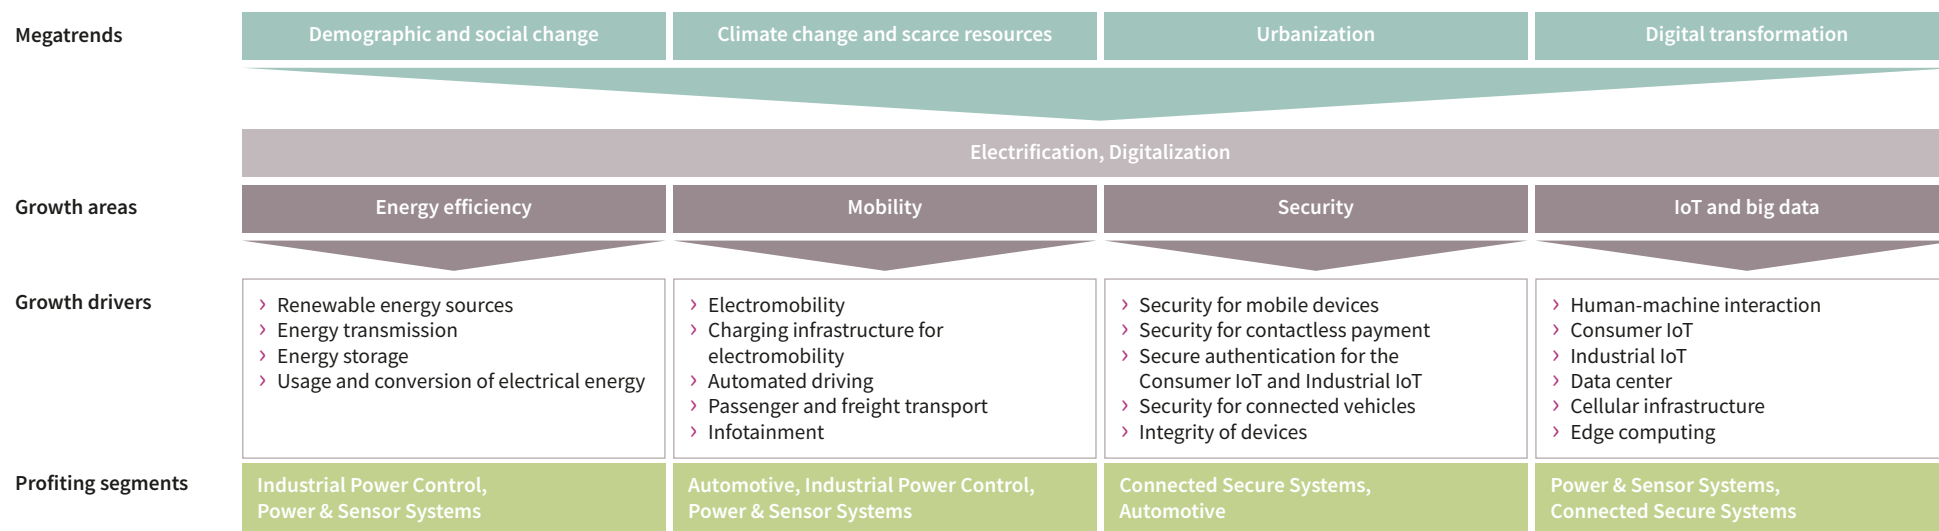 Megatrends
Demographic and social change
Climate change and scarce resources
Urbanization
Digital transformation
Electrification, Digitalization
Growth areas
Energy efficiency
Mobility
Security
IoT and big data
Growth drivers
› Renewable energy sources
› Energy transmission
› Energy storage
› Usage and conversion of electrical energy
› Electromobility
› Charging infrastructure for
electromobility
› Automated driving
› Passenger and freight transport
› Infotainment
› Security for mobile devices
› Security for contactless payment
› Secure authentication for the
Consumer IoT and Industrial IoT
› Security for connected vehicles
› Integrity of devices
› Human-machine interaction
› Consumer IoT
› Industrial IoT
› Data center
› Cellular infrastructure
› Edge computing
Profiting segments
Industrial Power Control,
Power & Sensor Systems
Automotive, Industrial Power Control,
Power & Sensor Systems
Connected Secure Systems,
Automotive
Power & Sensor Systems,
Connected Secure Systems